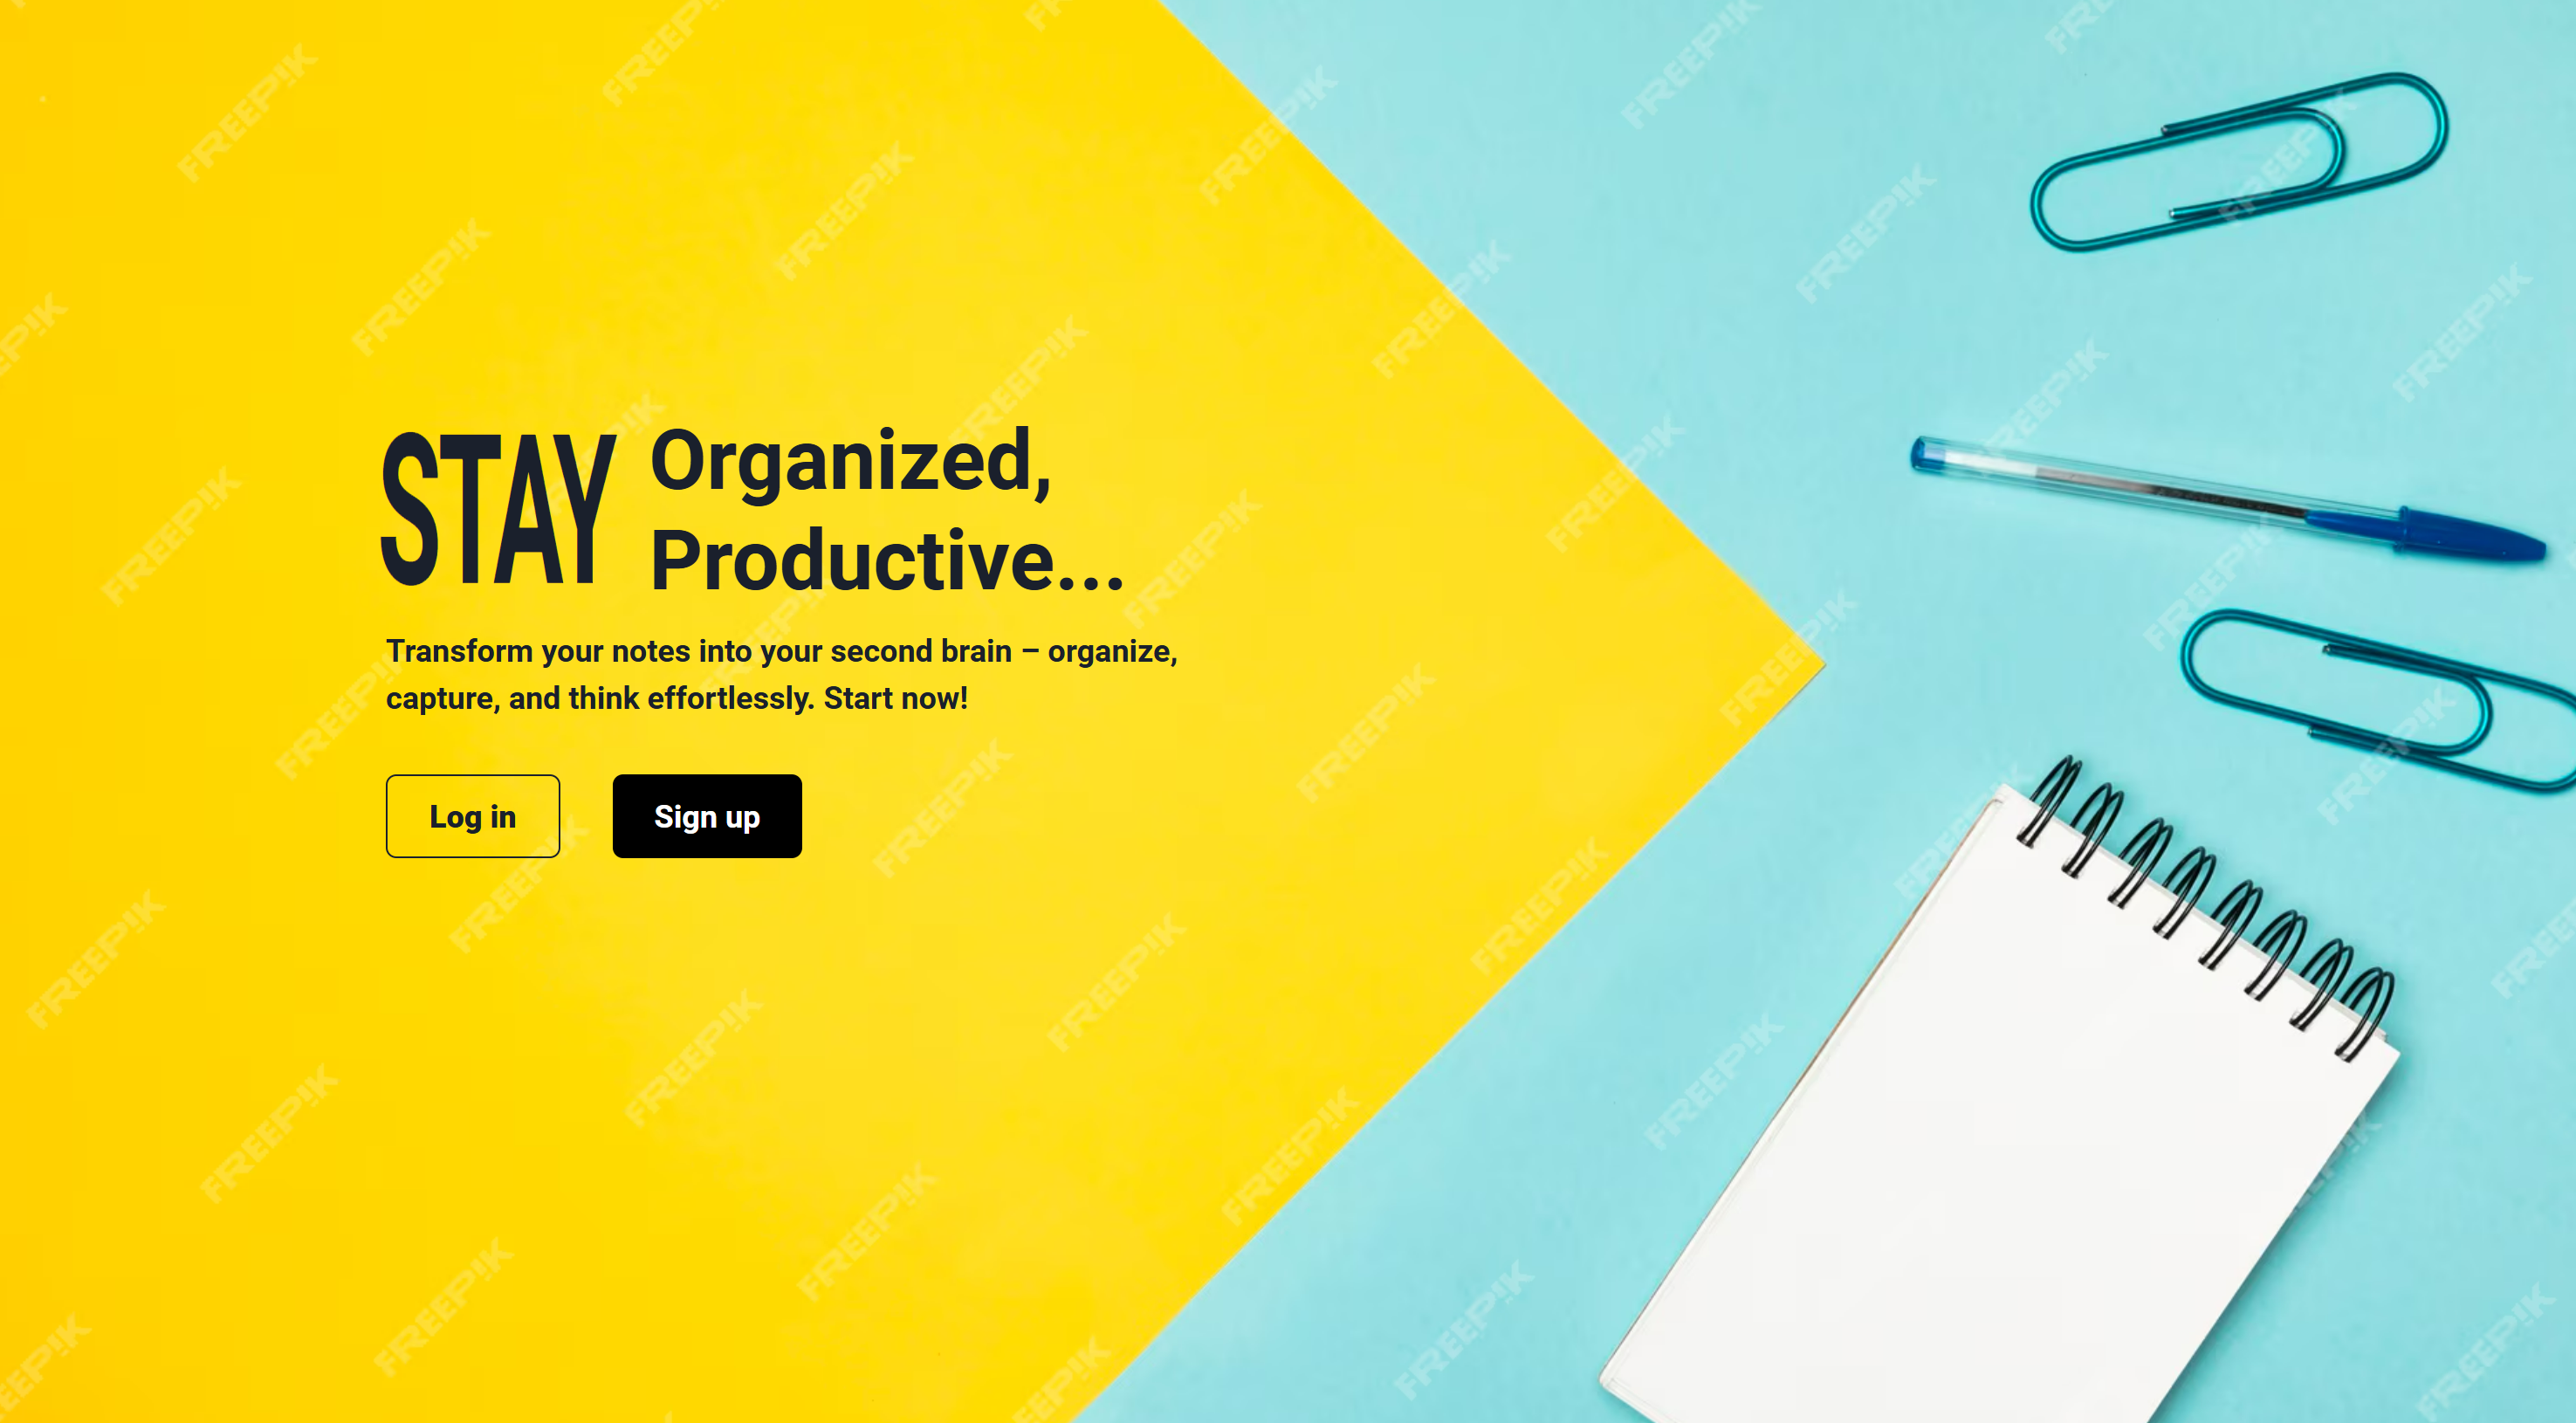 STAY
Organized,
Productive...
Transform your notes into your second brain – organize,
capture, and think effortlessly. Start now!
Log in
Sign up
FREEPIK